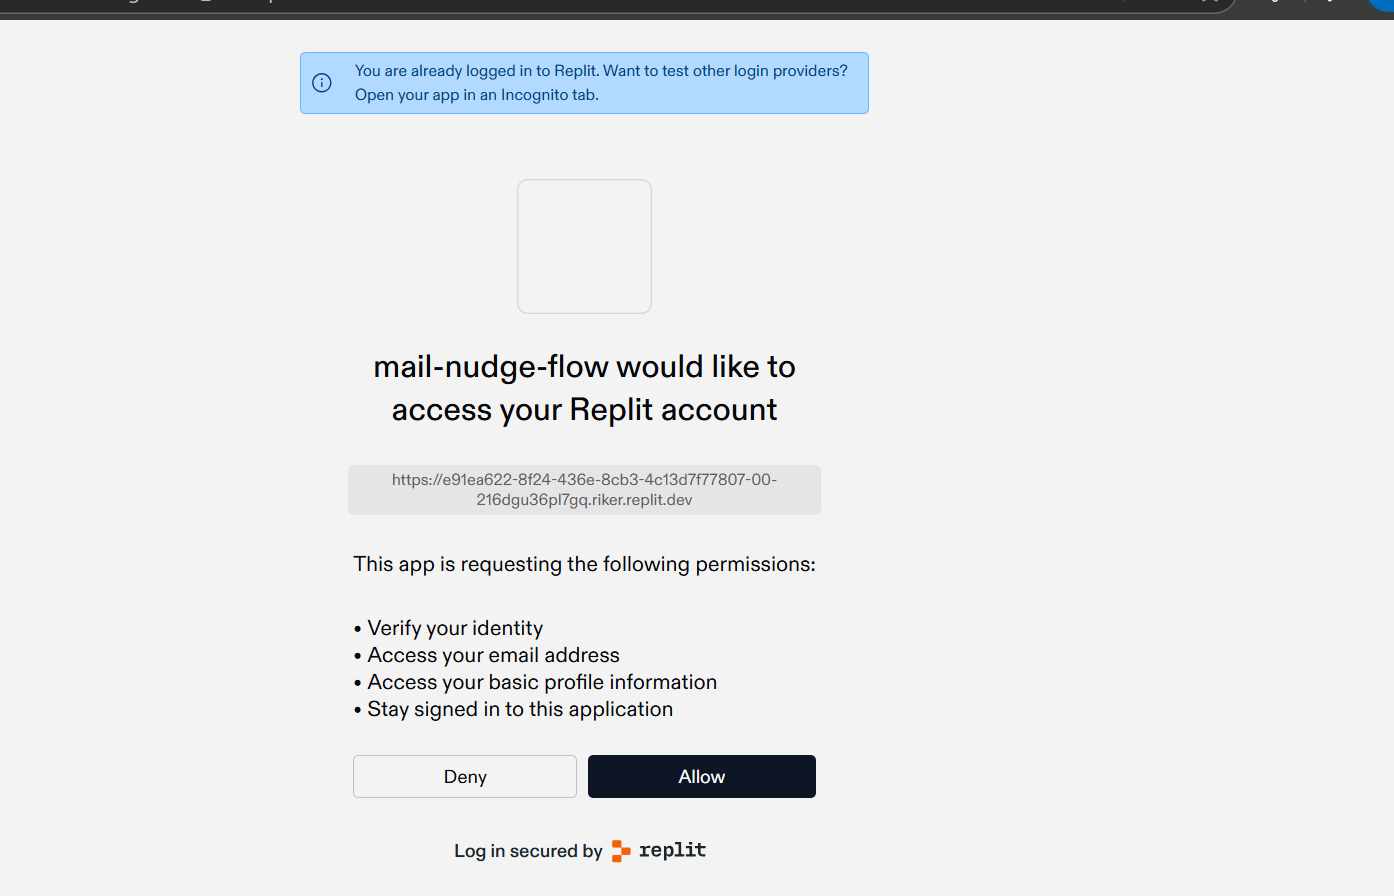 You are already logged in to Replit. Want to test other login providers?
Open your app in an Incognito tab.
mail-nudge-flow would like to
access your Replit account
https://e91ea622-8f24-436e-8cb3-4c13d7f77807-00-
216dgu36pl7gq.riker.replit.dev
This app is requesting the following permissions:
• Verify your identity
• Access your email address
• Access your basic profile information
• Stay signed in to this application
Deny
Allow
Log in secured by replit